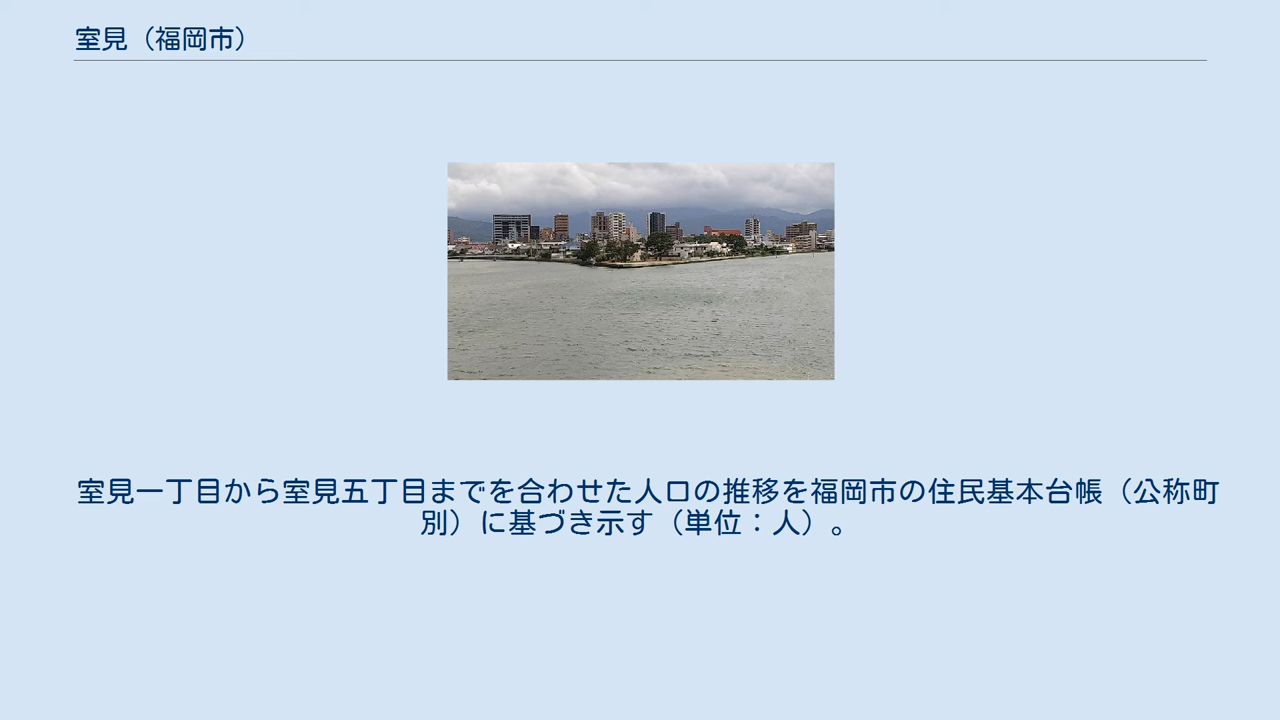 室見（福岡市）
室見一丁目から室見五丁目までを合わせた人口の推移を福岡市の住民基本台帳（公称町
別）に基づき示す（単位：人）。